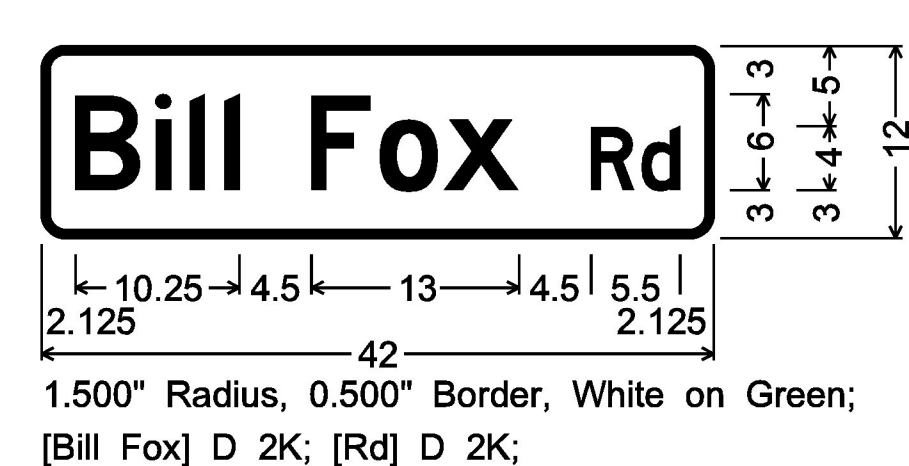 Bill Fox Rd
3 5
6 4 12
3 3
10.25 4.5 13 4.5 5.5
2.125 2.125
42
1.500" Radius, 0.500" Border, White on Green;
[Bill Fox] D 2K; [Rd] D 2K;